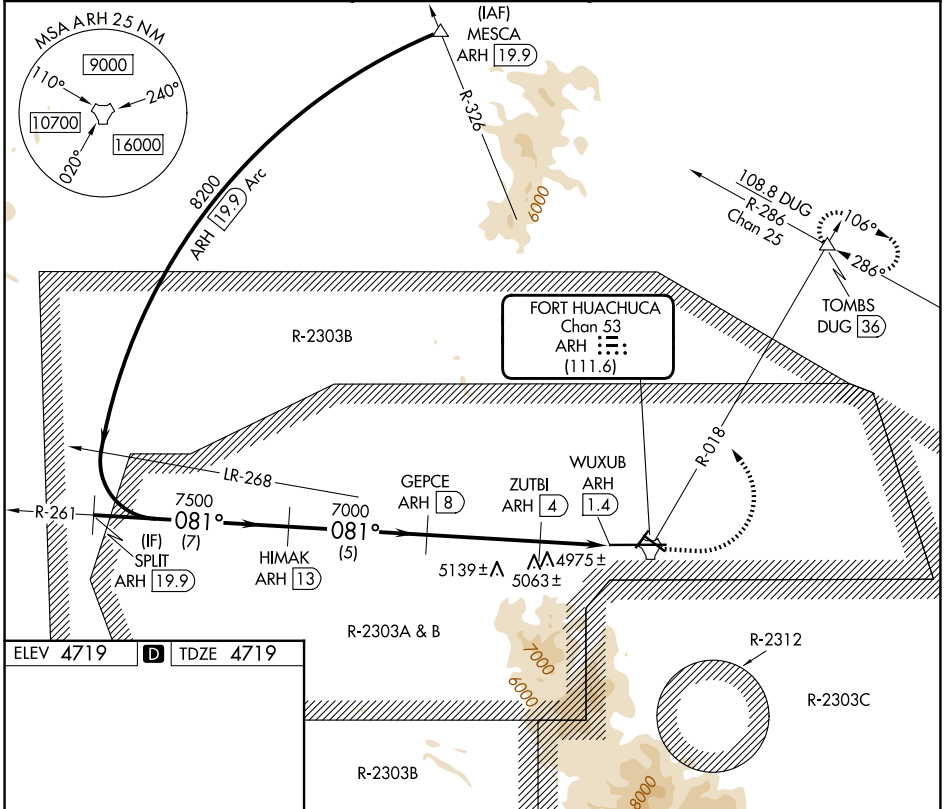 MSA ARH 25 NM
9000
110°
240°
10700
16000
020°
(IAF)
MESCA
ARH 19.9
R-326
6000
8200
ARH 19.9 Arc
108.8 DUG
R-286
Chan 25
106°
286°
TOMBS
DUG 36
FORT HUACHUCA
Chan 53
ARH
(111.6)
R-2303B
R-018
LR-268
R-261
7500
081°
(7)
(IF)
SPLIT
ARH 19.9
HIMAK
ARH 13
7000
081°
(5)
GEPCE
ARH 8
ZUTBI
ARH 4
WUXUB
ARH
1.4
5139±
5063±
4975±
R-2303A & B
7000
6000
R-2312
R-2303C
ELEV 4719 D TDZE 4719
R-2303B
8000